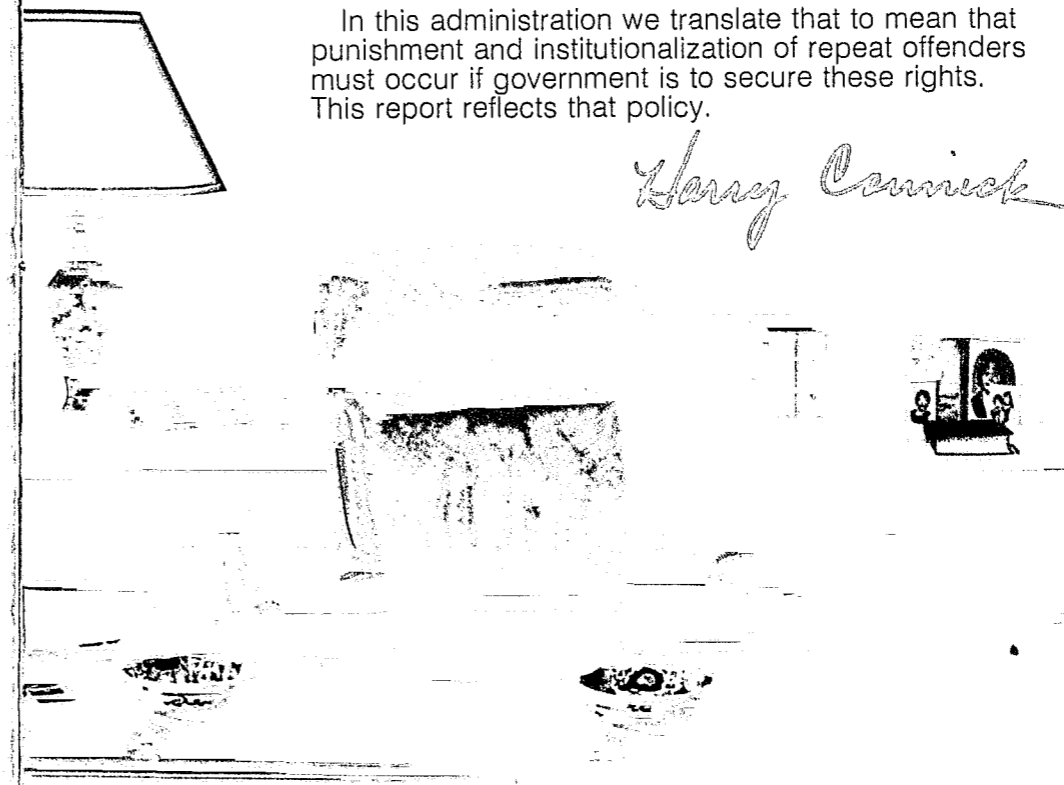 In this administration we translate that to mean that
punishment and institutionalization of repeat offenders
must occur if government is to secure these rights.
This report reflects that policy.
Harry Connick